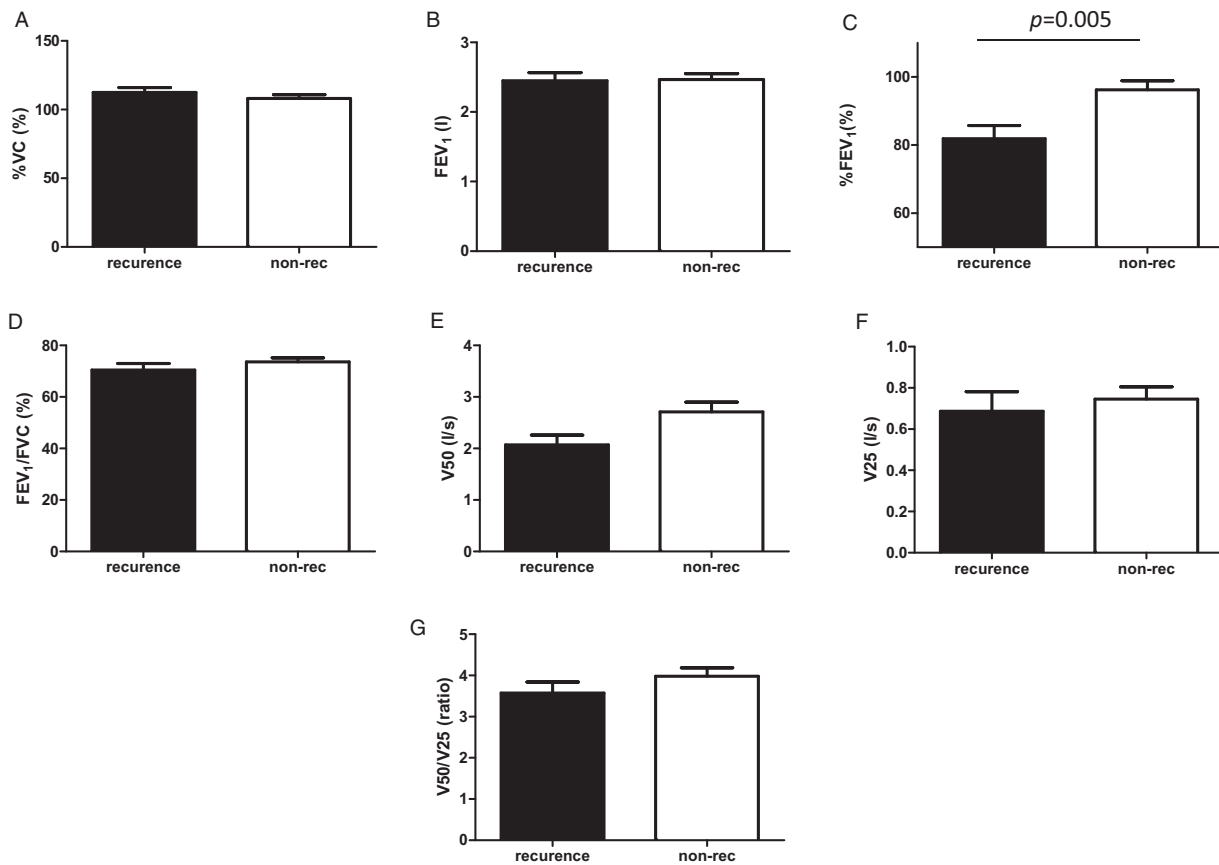 A
%VC (%)
150
100
50
0
recurence non-rec
B
FEV₁ (l)
3
2
1
0
recurence non-rec
C
p=0.005
%FEV₁(%)
100
80
60
recurence non-rec
D
FEV₁/FVC (%)
80
60
40
20
0
recurence non-rec
E
V50 (l/s)
4
3
2
1
0
recurence non-rec
F
V25 (l/s)
1.0
0.8
0.6
0.4
0.2
0.0
recurence non-rec
G
V50/V25 (ratio)
5
4
3
2
1
0
recurence non-rec